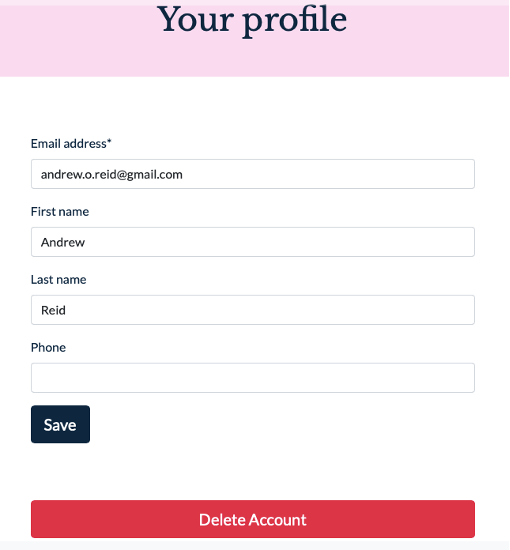 Your profile
Email address*
andrew.o.reid@gmail.com
First name
Andrew
Last name
Reid
Phone
Save
Delete Account